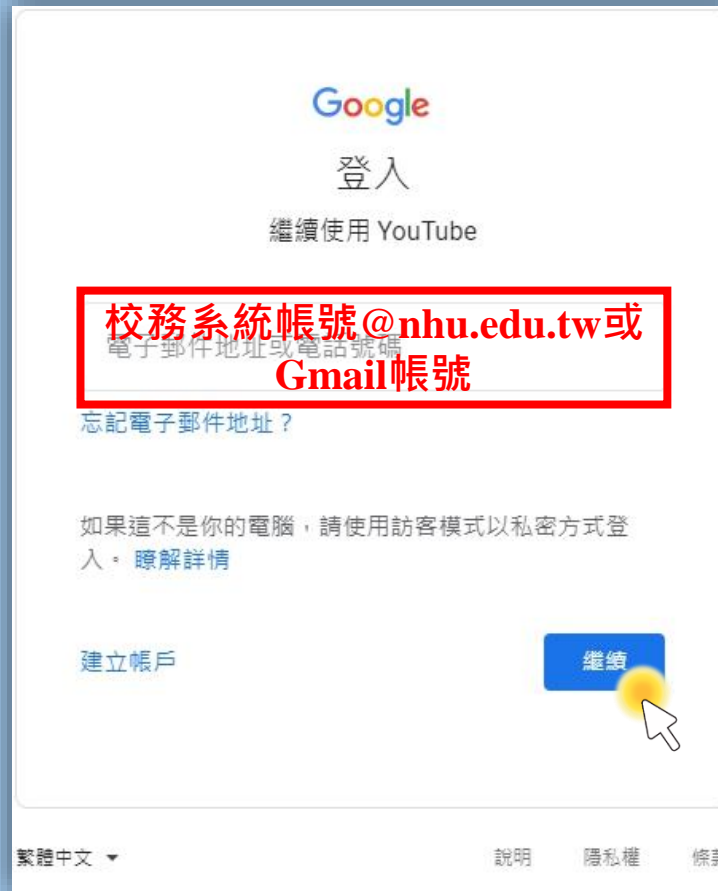 Google
登入
繼續使用 YouTube
校務系統帳號@nhu.edu.tw或
電子郵件地址或電話號碼
Gmail帳號
忘記電子郵件地址？
如果這不是你的電腦，請使用訪客模式以私密方式登
入。 瞭解詳情
建立帳戶
繼續
繁體中文
說明 隱私權 條款